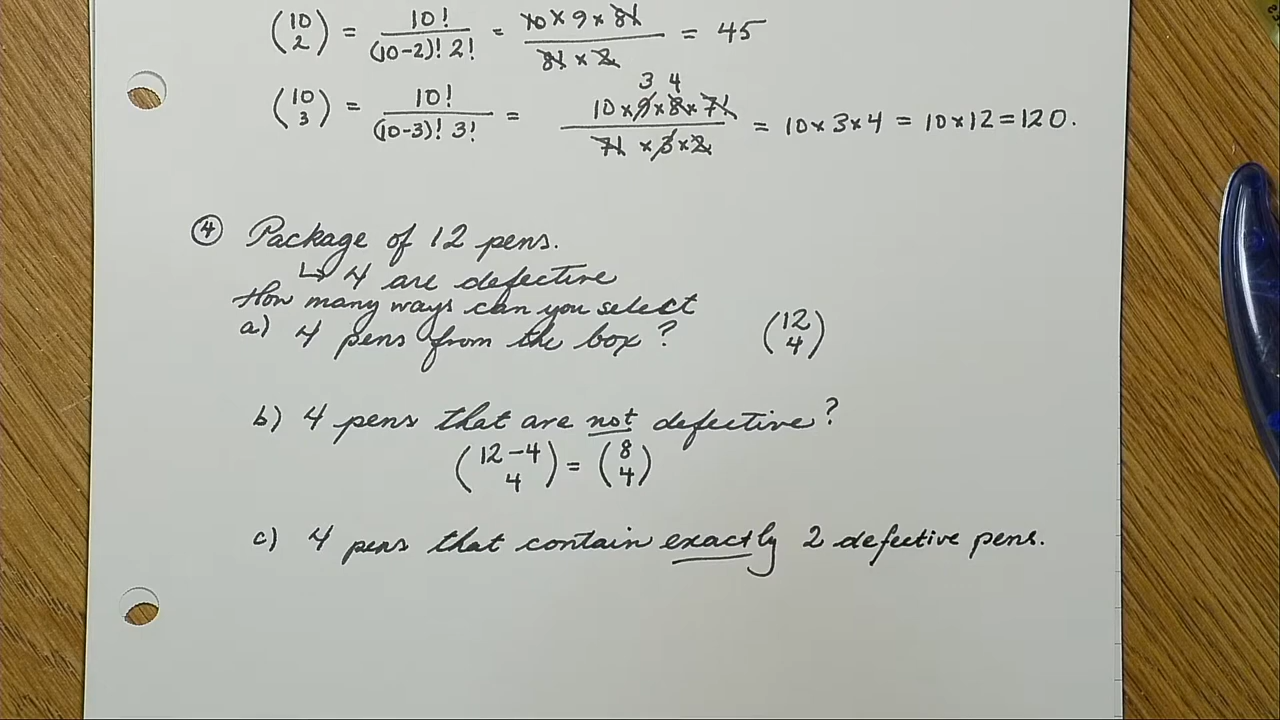 (10 2) = 10! / (10-2)! 2! = 10 × 9 × 8! / 8! × 2 = 45
(10 3) = 10! / (10-3)! 3! = 10 × 9 × 8 × 7! / 7! × 3 × 2 = 10 × 3 × 4 = 10 × 12 = 120.
3 4
④ Package of 12 pens.
↳ 4 are defective
How many ways can you select
a) 4 pens from the box? (12 4)
b) 4 pens that are not defective?
(12-4 4) = (8 4)
c) 4 pens that contain exactly 2 defective pens.